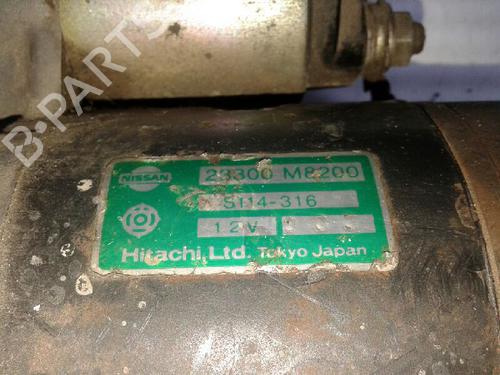 B-PARTS
NISSAN 23300 M8200
S114-316
12V
Hitachi, Ltd. Tokyo Japan